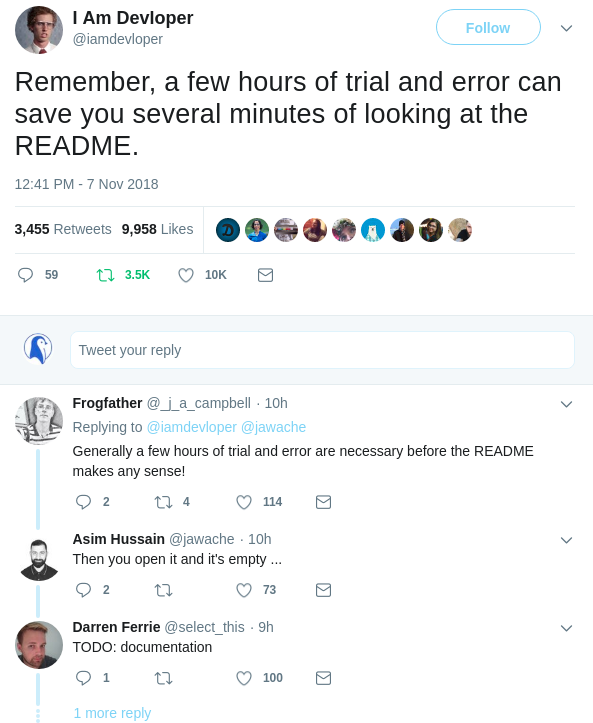 I Am Devloper
@iamdevloper
Follow
Remember, a few hours of trial and error can
save you several minutes of looking at the
README.
12:41 PM - 7 Nov 2018
3,455 Retweets 9,958 Likes
59 3.5K 10K
Tweet your reply
Frogfather @_j_a_campbell · 10h
Replying to @iamdevloper @jawache
Generally a few hours of trial and error are necessary before the README
makes any sense!
2 4 114
Asim Hussain @jawache · 10h
Then you open it and it's empty ...
2 73
Darren Ferrie @select_this · 9h
TODO: documentation
1 100
1 more reply